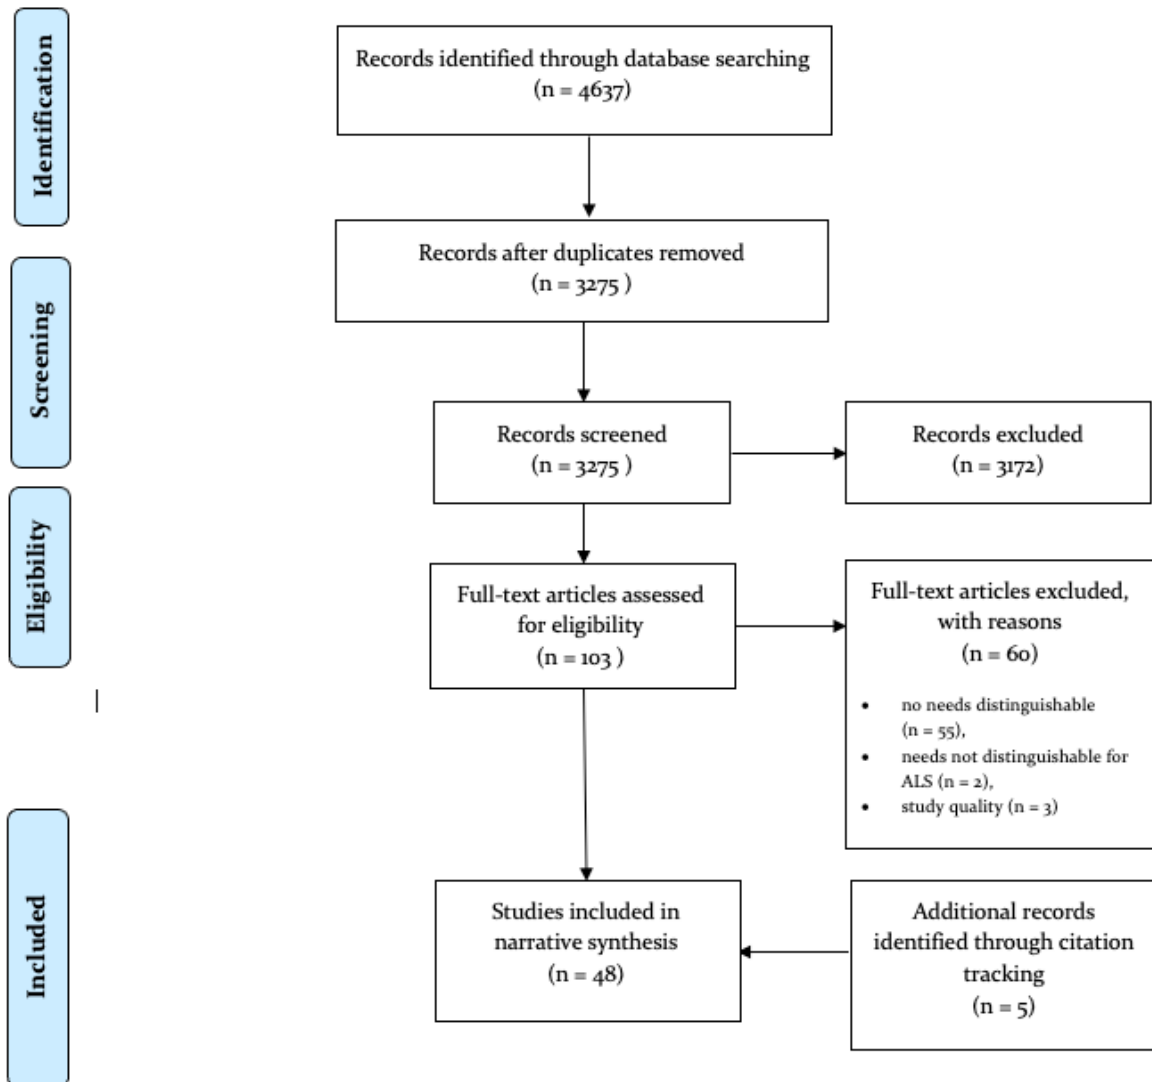 Identification
Records identified through database searching
(n = 4637)
Records after duplicates removed
(n = 3275 )
Screening
Records screened
(n = 3275 )
Records excluded
(n = 3172)
Eligibility
Full-text articles assessed
for eligibility
(n = 103 )
Full-text articles excluded,
with reasons
(n = 60)
• no needs distinguishable
(n = 55),
• needs not distinguishable for
ALS (n = 2),
• study quality (n = 3)
Included
Studies included in
narrative synthesis
(n = 48)
Additional records
identified through citation
tracking
(n = 5)